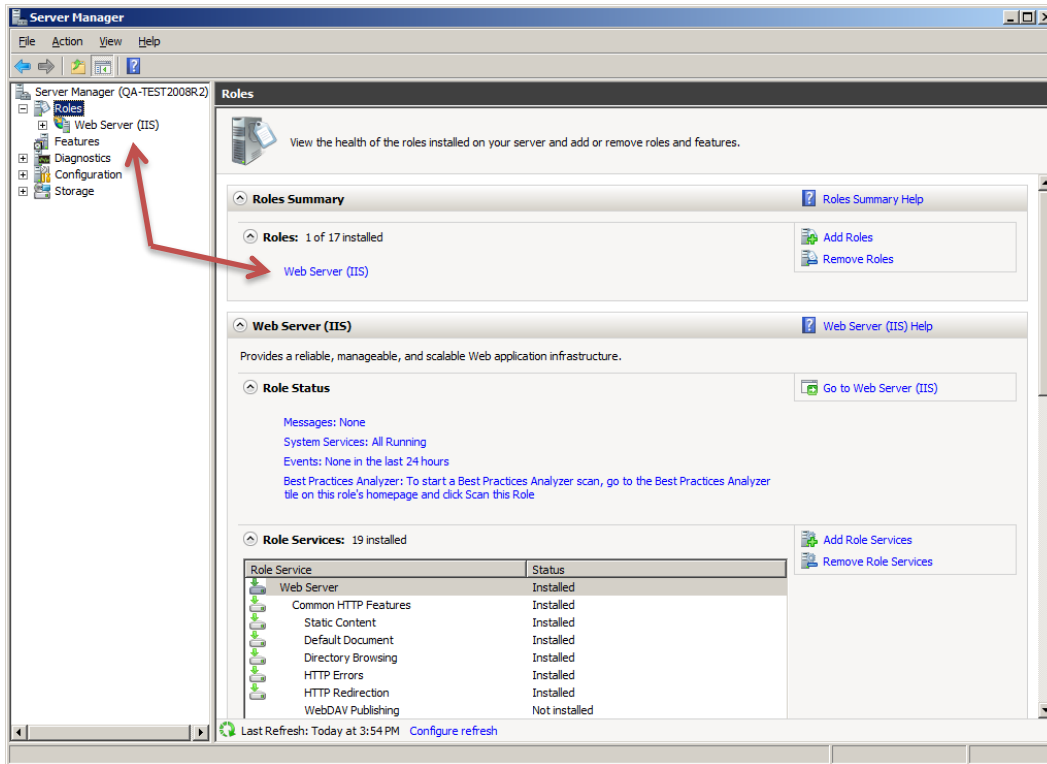 Server Manager
File Action View Help
Server Manager (QA-TEST2008R2)
Roles
Web Server (IIS)
Features
Diagnostics
Configuration
Storage
Roles
View the health of the roles installed on your server and add or remove roles and features.
Roles Summary
Roles Summary Help
Roles: 1 of 17 installed
Add Roles
Remove Roles
Web Server (IIS)
Web Server (IIS)
Web Server (IIS) Help
Provides a reliable, manageable, and scalable Web application infrastructure.
Role Status
Go to Web Server (IIS)
Messages: None
System Services: All Running
Events: None in the last 24 hours
Best Practices Analyzer: To start a Best Practices Analyzer scan, go to the Best Practices Analyzer
tile on this role's homepage and click Scan this Role
Role Services: 19 installed
Add Role Services
Remove Role Services
Role Service Status
Web Server Installed
Common HTTP Features Installed
Static Content Installed
Default Document Installed
Directory Browsing Installed
HTTP Errors Installed
HTTP Redirection Installed
WebDAV Publishing Not installed
Last Refresh: Today at 3:54 PM Configure refresh